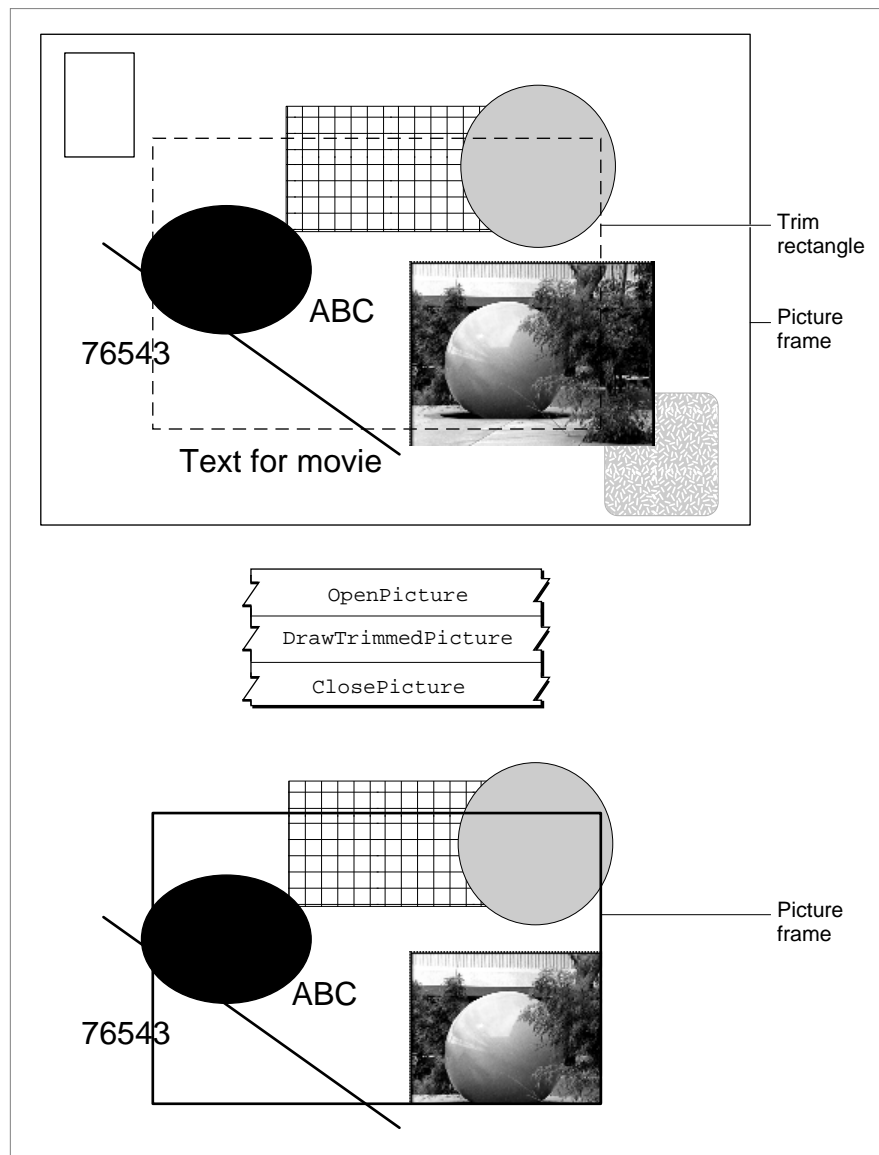 Trim
rectangle
ABC
Picture
frame
76543
Text for movie
OpenPicture
DrawTrimmedPicture
ClosePicture
Picture
frame
ABC
76543